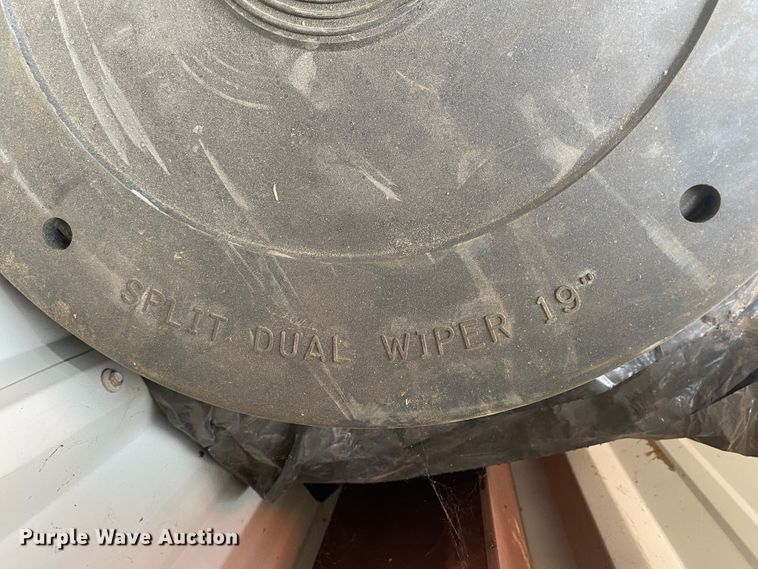 SPLIT DUAL WIPER 19"
Purple Wave Auction